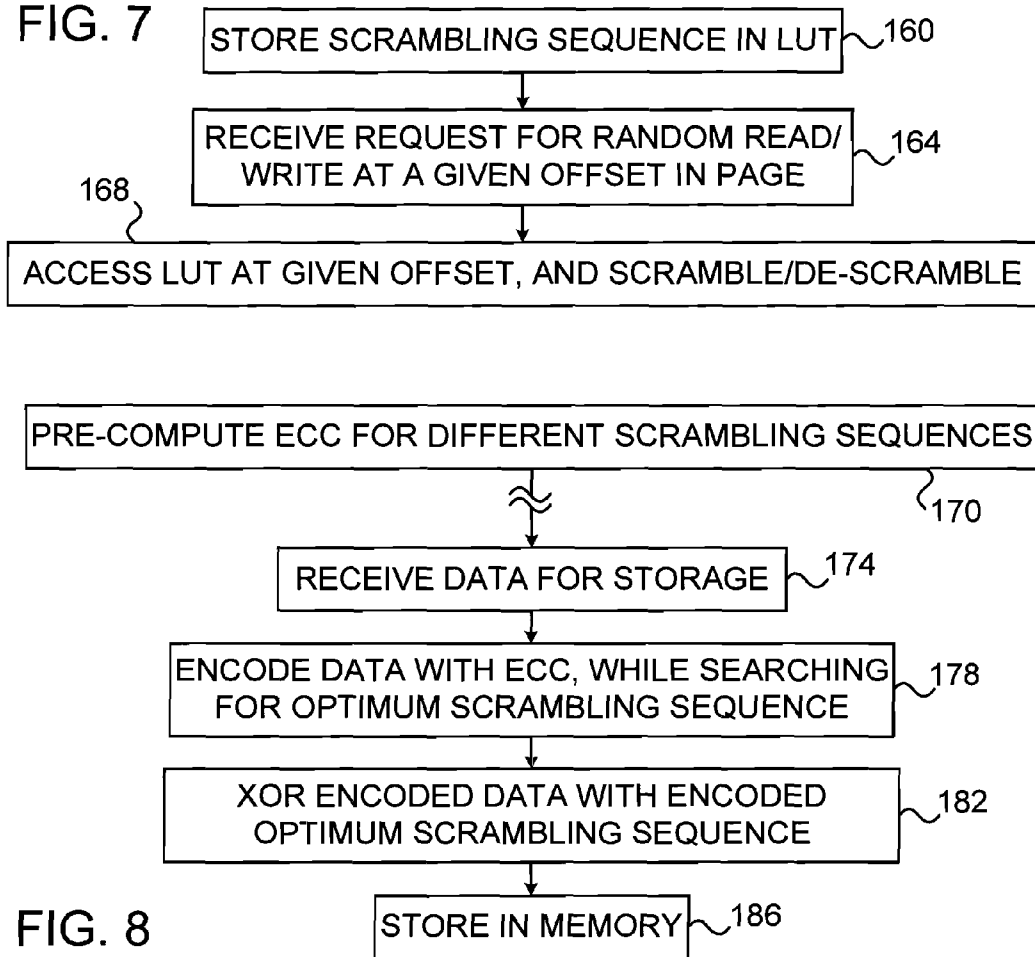 FIG. 7
STORE SCRAMBLING SEQUENCE IN LUT
160
RECEIVE REQUEST FOR RANDOM READ/
WRITE AT A GIVEN OFFSET IN PAGE
164
168
ACCESS LUT AT GIVEN OFFSET, AND SCRAMBLE/DE-SCRAMBLE
PRE-COMPUTE ECC FOR DIFFERENT SCRAMBLING SEQUENCES
170
RECEIVE DATA FOR STORAGE
174
ENCODE DATA WITH ECC, WHILE SEARCHING
FOR OPTIMUM SCRAMBLING SEQUENCE
178
XOR ENCODED DATA WITH ENCODED
OPTIMUM SCRAMBLING SEQUENCE
182
STORE IN MEMORY
186
FIG. 8